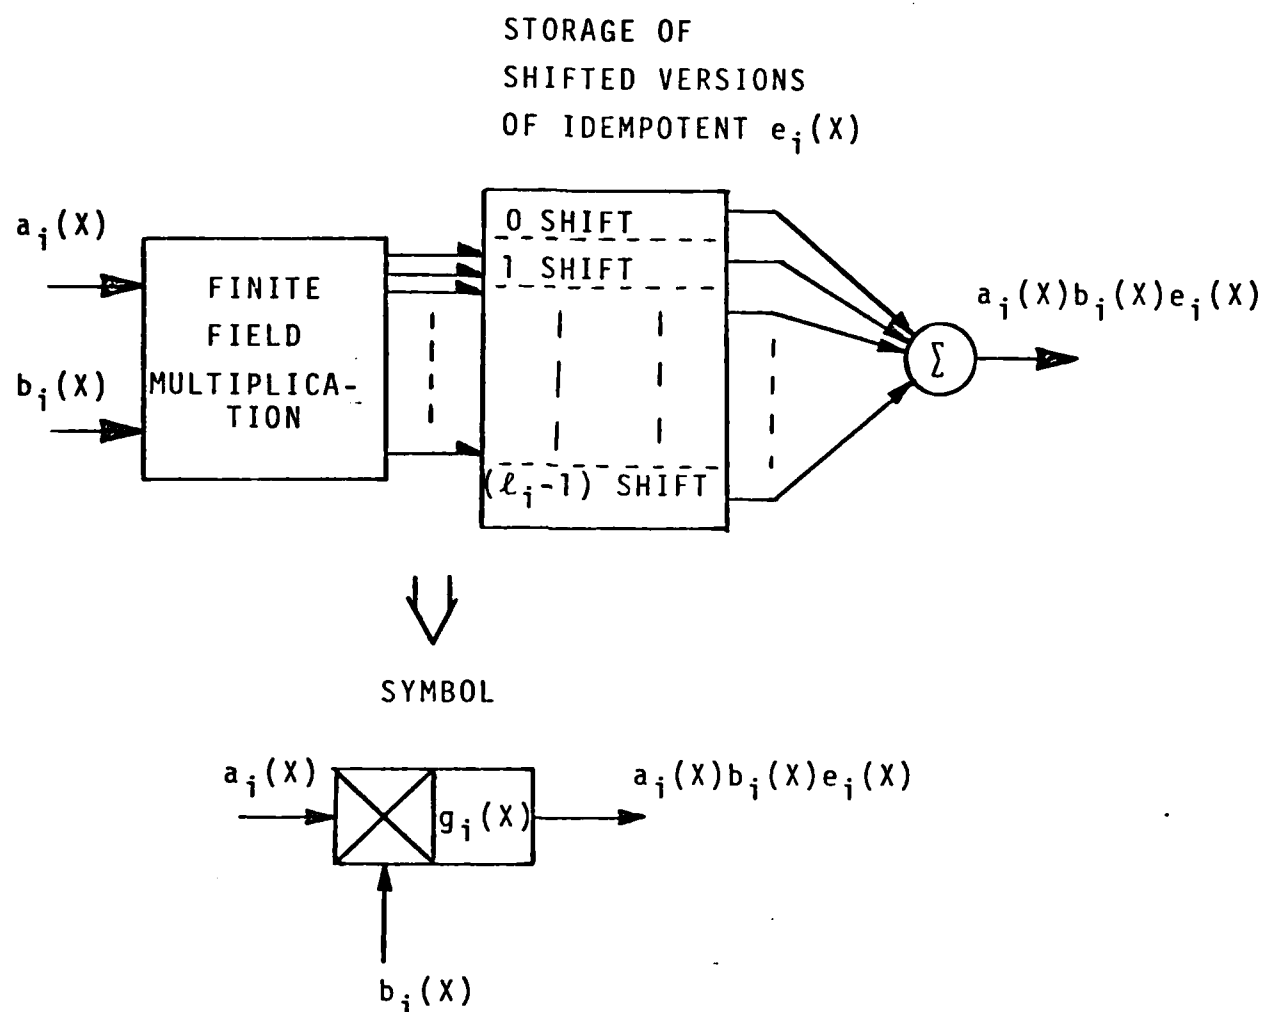 STORAGE OF
SHIFTED VERSIONS
OF IDEMPOTENT e_i(X)
a_i(X)
b_i(X)
FINITE
FIELD
MULTIPLICA-
TION
0 SHIFT
1 SHIFT
(ℓ_i-1) SHIFT
Σ
a_i(X)b_i(X)e_i(X)
SYMBOL
a_i(X)
g_i(X)
a_i(X)b_i(X)e_i(X)
b_i(X)